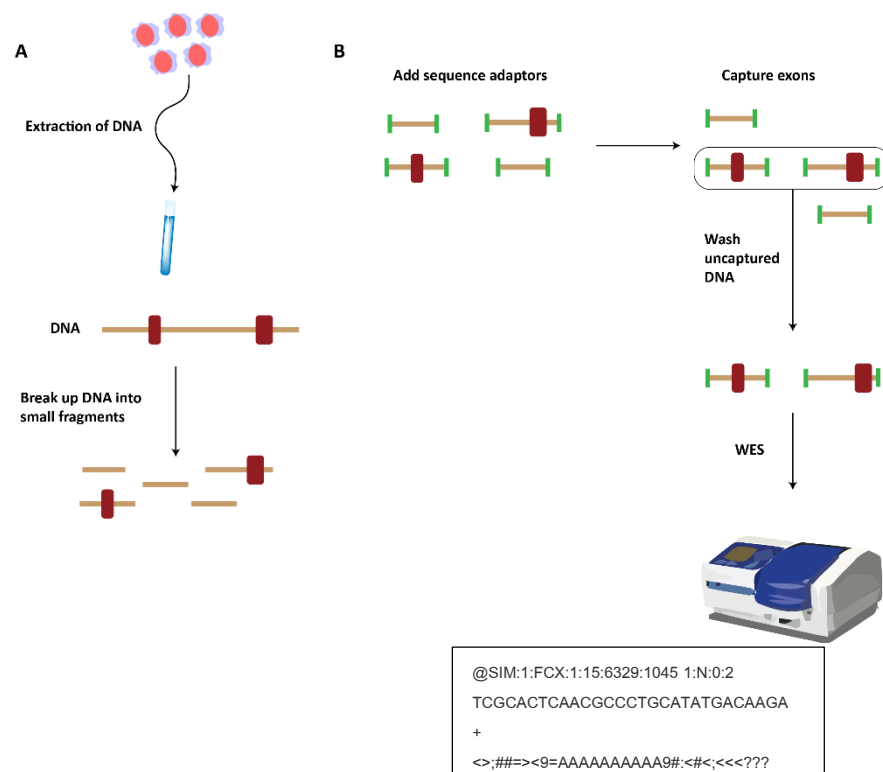 A
Extraction of DNA
DNA
Break up DNA into
small fragments
B
Add sequence adaptors
Capture exons
Wash
uncaptured
DNA
WES
@SIM:1:FCX:1:15:6329:1045 1:N:0:2
TCGCACTCAACGCCCTGCATATGACAAGA
+
<>;##=><9=AAAAAAAAAA9#:<#<;<<<???